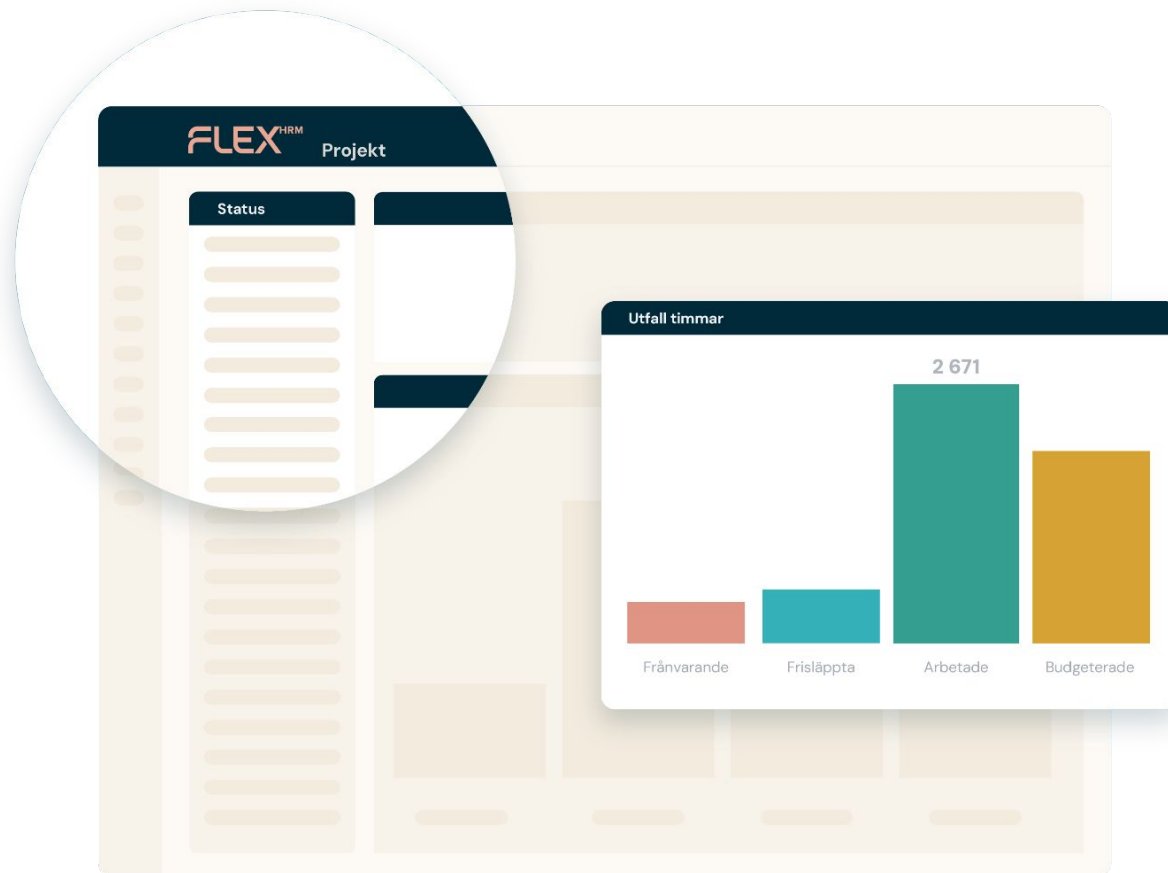 FLEX HRM Projekt
Status
Utfall timmar
2 671
Frånvarande Frisläppta Arbetade Budgeterade